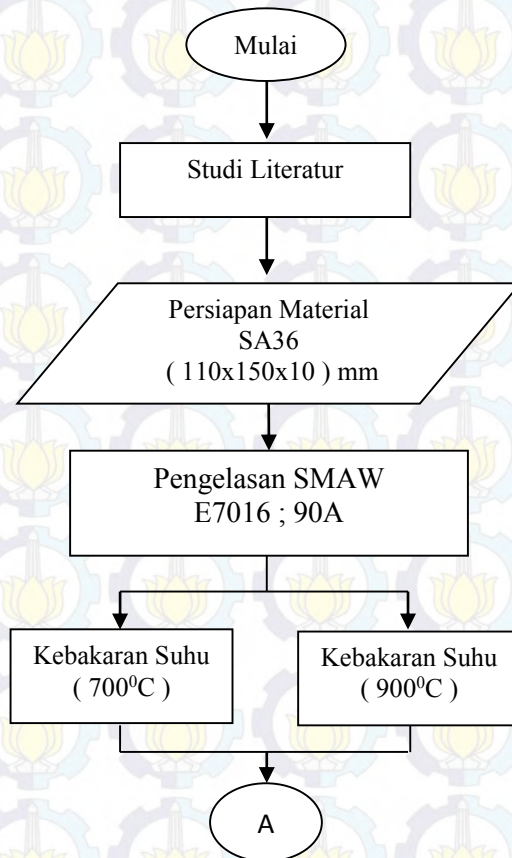 Mulai
Studi Literatur
Persiapan Material
SA36
( 110x150x10 ) mm
Pengelasan SMAW
E7016 ; 90A
Kebakaran Suhu
( 700⁰C )
Kebakaran Suhu
( 900⁰C )
A